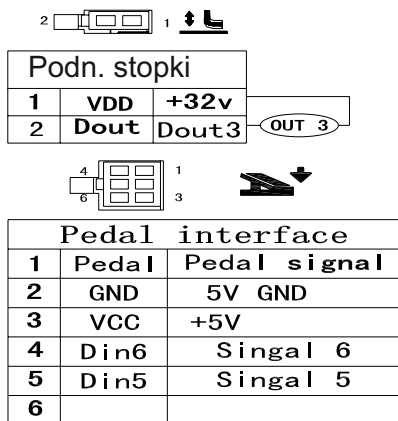 2 1
Podn. stopki
1 VDD +32v
2 Dout Dout3 OUT 3
4 1
6 3
Pedal interface
1 Pedal Pedal signal
2 GND 5V GND
3 VCC +5V
4 Din6 Singal 6
5 Din5 Singal 5
6